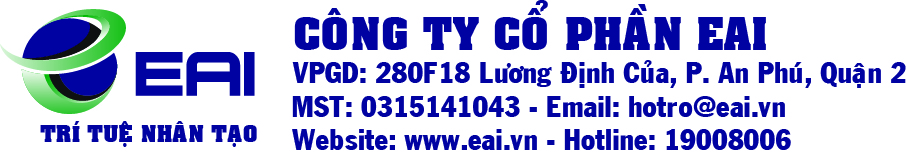 EAI
TRÍ TUỆ NHÂN TẠO
CÔNG TY CỔ PHẦN EAI
VPGD: 280F18 Lương Định Của, P. An Phú, Quận 2
MST: 0315141043 - Email: hotro@eai.vn
Website: www.eai.vn - Hotline: 19008006